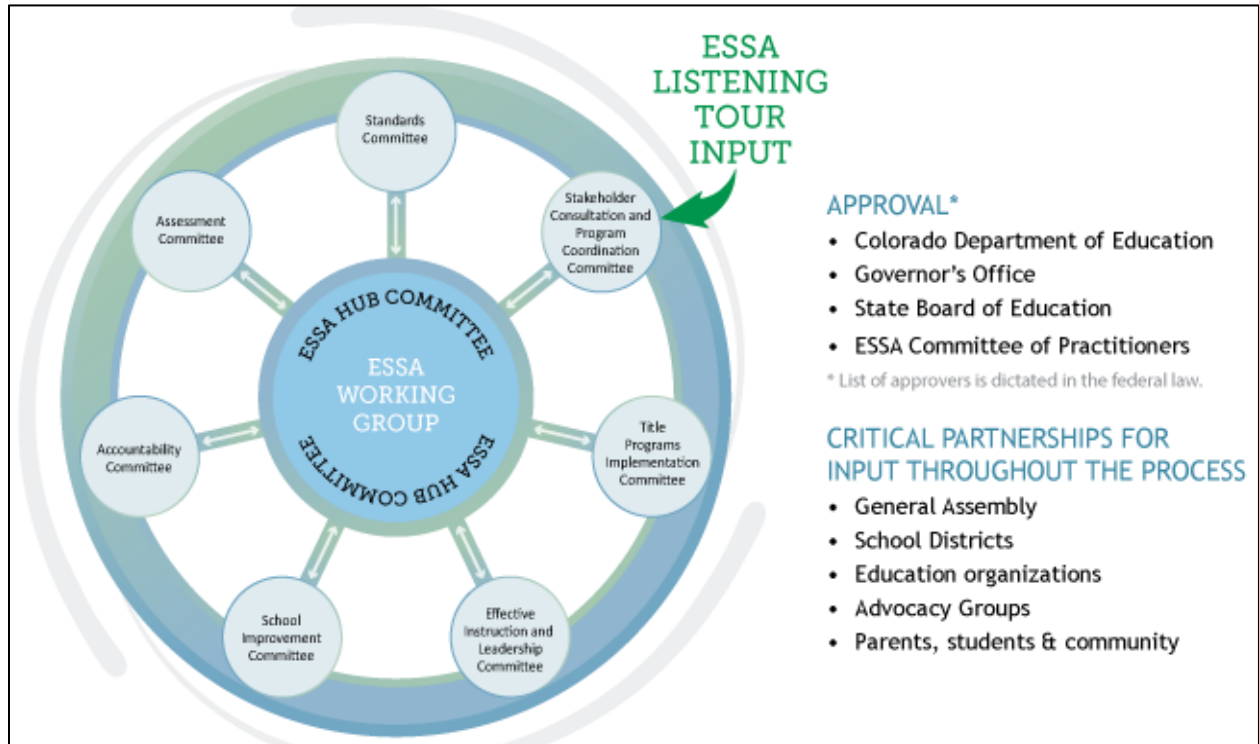 ESSA
LISTENING
TOUR
INPUT
Standards
Committee
Stakeholder
Consultation and
Program
Coordination
Committee
Assessment
Committee
ESSA HUB COMMITTEE
ESSA
WORKING
GROUP
ESSA HUB COMMITTEE
Accountability
Committee
Title
Programs
Implementation
Committee
School
Improvement
Committee
Effective
Instruction and
Leadership
Committee
APPROVAL*
• Colorado Department of Education
• Governor's Office
• State Board of Education
• ESSA Committee of Practitioners
* List of approvers is dictated in the federal law.
CRITICAL PARTNERSHIPS FOR
INPUT THROUGHOUT THE PROCESS
• General Assembly
• School Districts
• Education organizations
• Advocacy Groups
• Parents, students & community